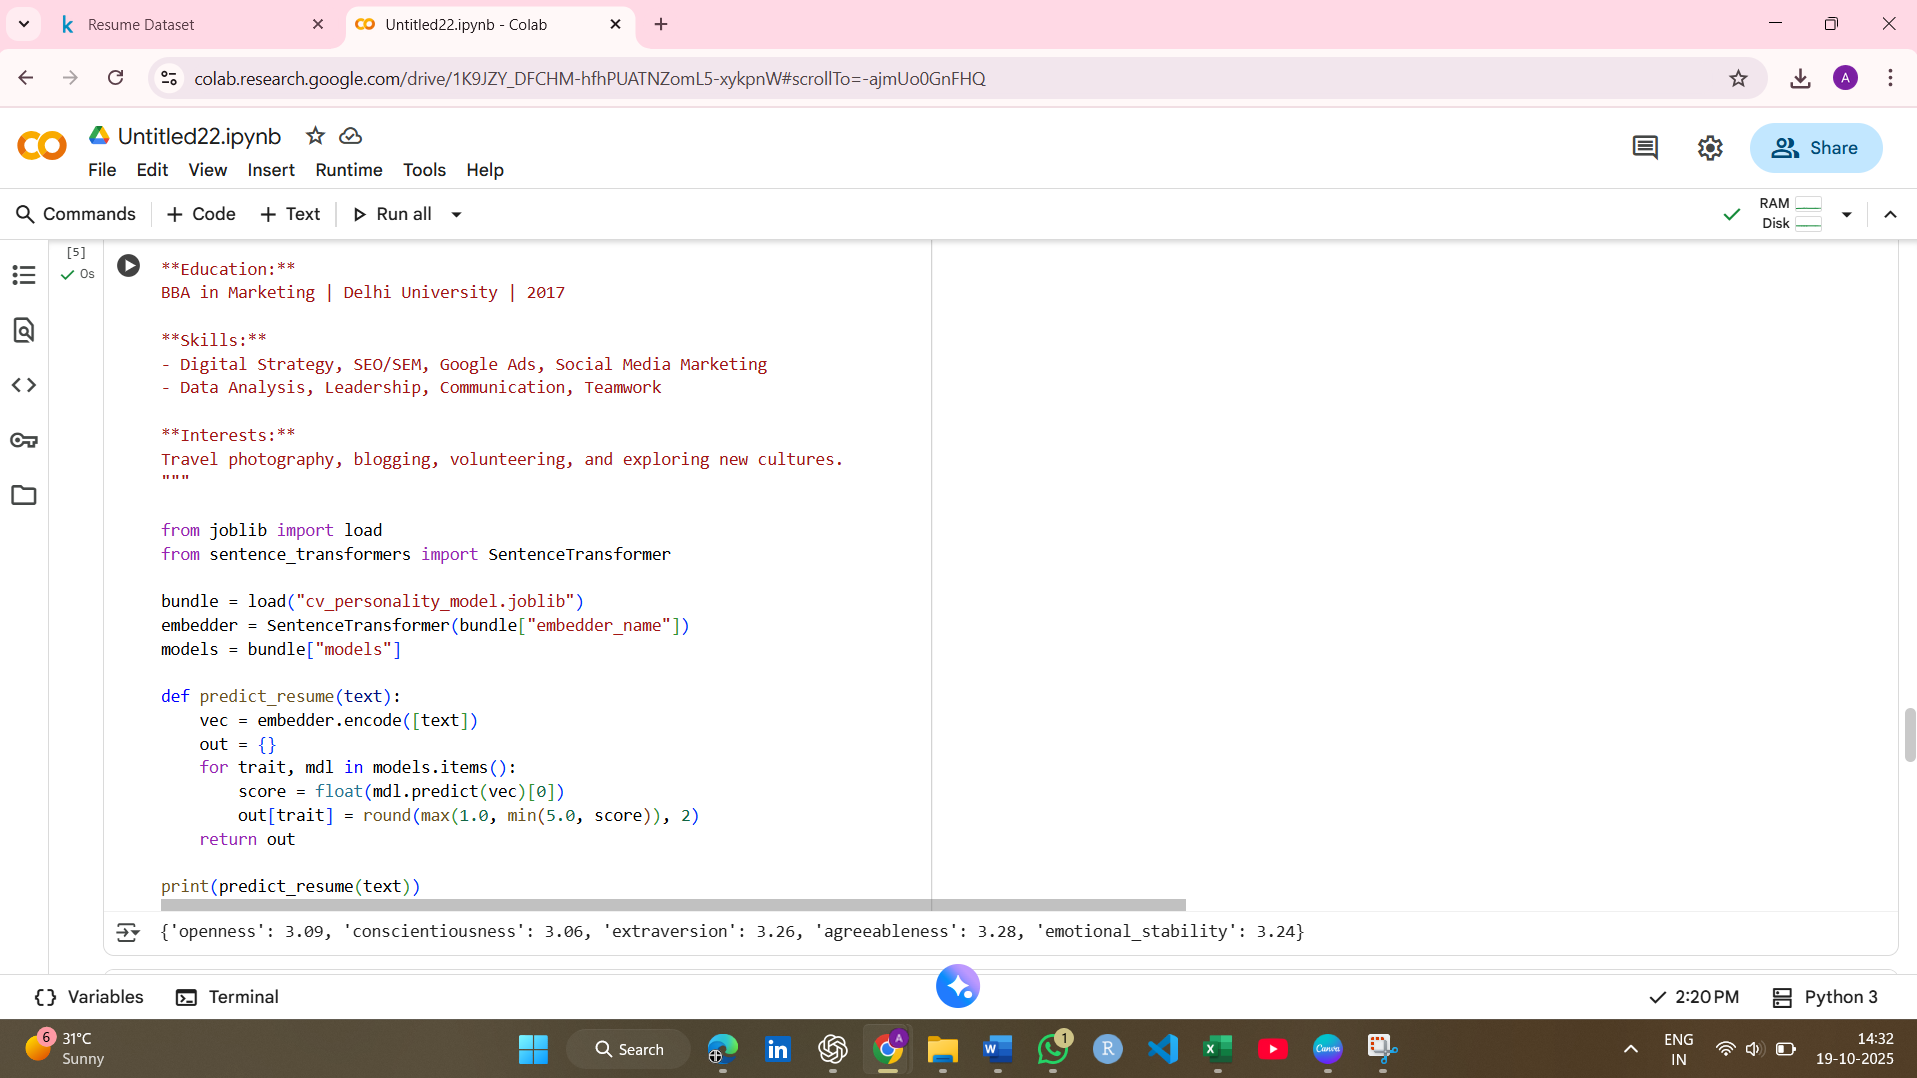 Resume Dataset
Untitled22.ipynb - Colab
colab.research.google.com/drive/1K9JZY_DFCHM-hfhPUATNZomL5-xykpnW#scrollTo=-ajmUo0GnFHQ
A
Untitled22.ipynb
File Edit View Insert Runtime Tools Help
Share
Commands + Code + Text Run all
RAM
Disk
[5]
0s
**Education:**
BBA in Marketing | Delhi University | 2017
**Skills:**
- Digital Strategy, SEO/SEM, Google Ads, Social Media Marketing
- Data Analysis, Leadership, Communication, Teamwork
**Interests:**
Travel photography, blogging, volunteering, and exploring new cultures.
"""
from joblib import load
from sentence_transformers import SentenceTransformer
bundle = load("cv_personality_model.joblib")
embedder = SentenceTransformer(bundle["embedder_name"])
models = bundle["models"]
def predict_resume(text):
    vec = embedder.encode([text])
    out = {}
    for trait, mdl in models.items():
        score = float(mdl.predict(vec)[0])
        out[trait] = round(max(1.0, min(5.0, score)), 2)
    return out
print(predict_resume(text))
{'openness': 3.09, 'conscientiousness': 3.06, 'extraversion': 3.26, 'agreeableness': 3.28, 'emotional_stability': 3.24}
{} Variables Terminal
2:20 PM Python 3
6
31°C
Sunny
Search
in
A
W
1
R
X
Canva
ENG
IN
14:32
19-10-2025